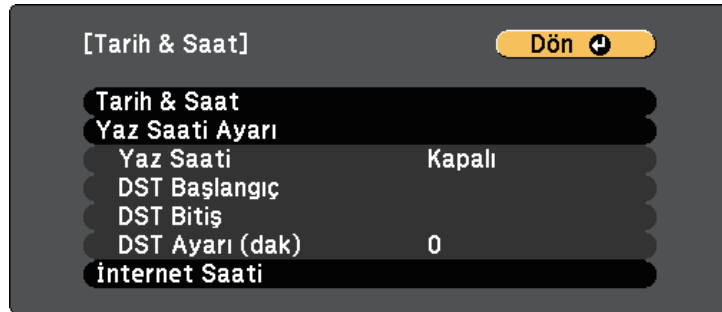 [Tarih & Saat] Dön
Tarih & Saat
Yaz Saati Ayarı
Yaz Saati Kapalı
DST Başlangıç
DST Bitiş
DST Ayarı (dak) 0
İnternet Saati